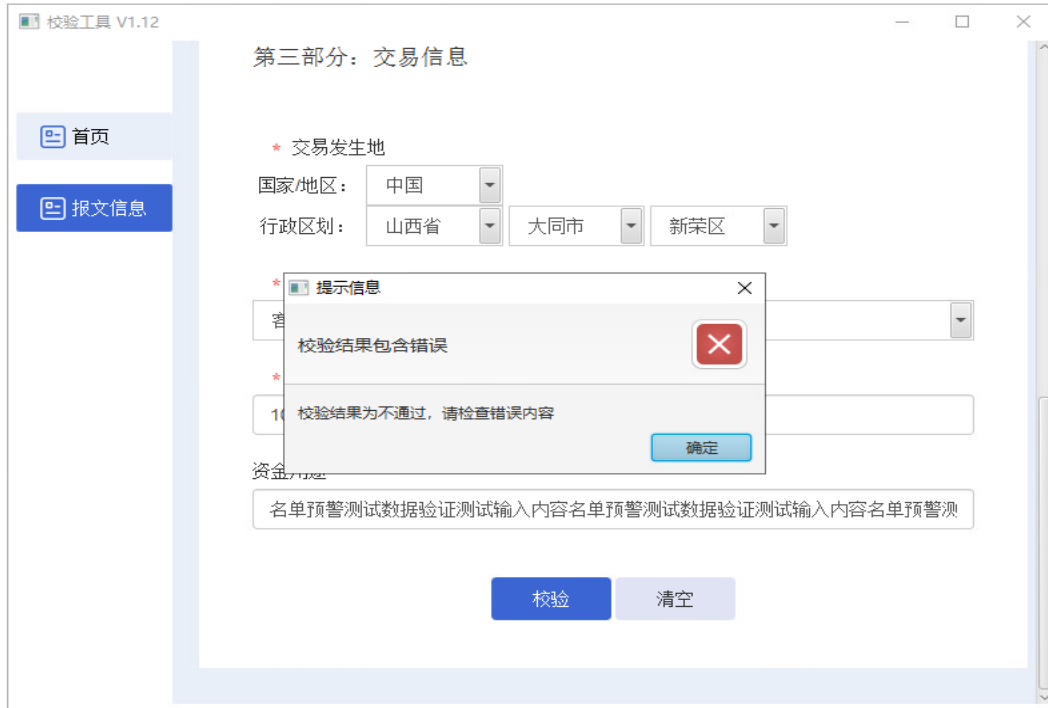 校验工具 V1.12
第三部分：交易信息
首页
* 交易发生地
国家/地区： 中国
报文信息
行政区划： 山西省 大同市 新荣区
*
提示信息
客
校验结果包含错误
*
校验结果为不通过，请检查错误内容
10
确定
资金用途
名单预警测试数据验证测试输入内容名单预警测试数据验证测试输入内容名单预警测
校验 清空